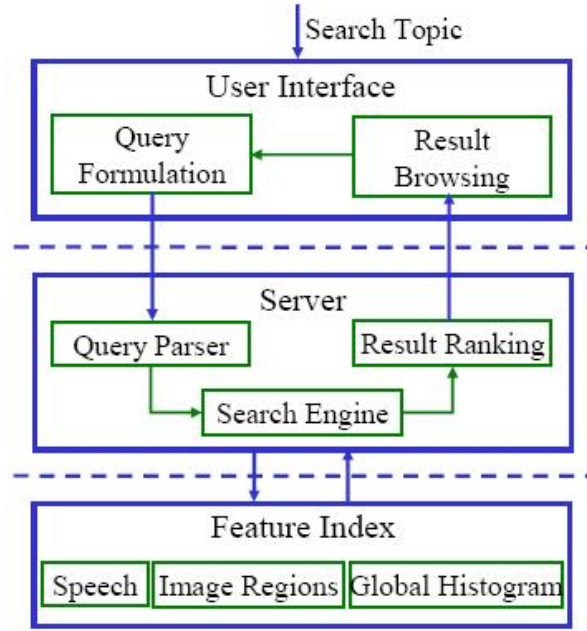 Search Topic
User Interface
Query
Formulation
Result
Browsing
Server
Query Parser
Result Ranking
Search Engine
Feature Index
Speech
Image Regions
Global Histogram